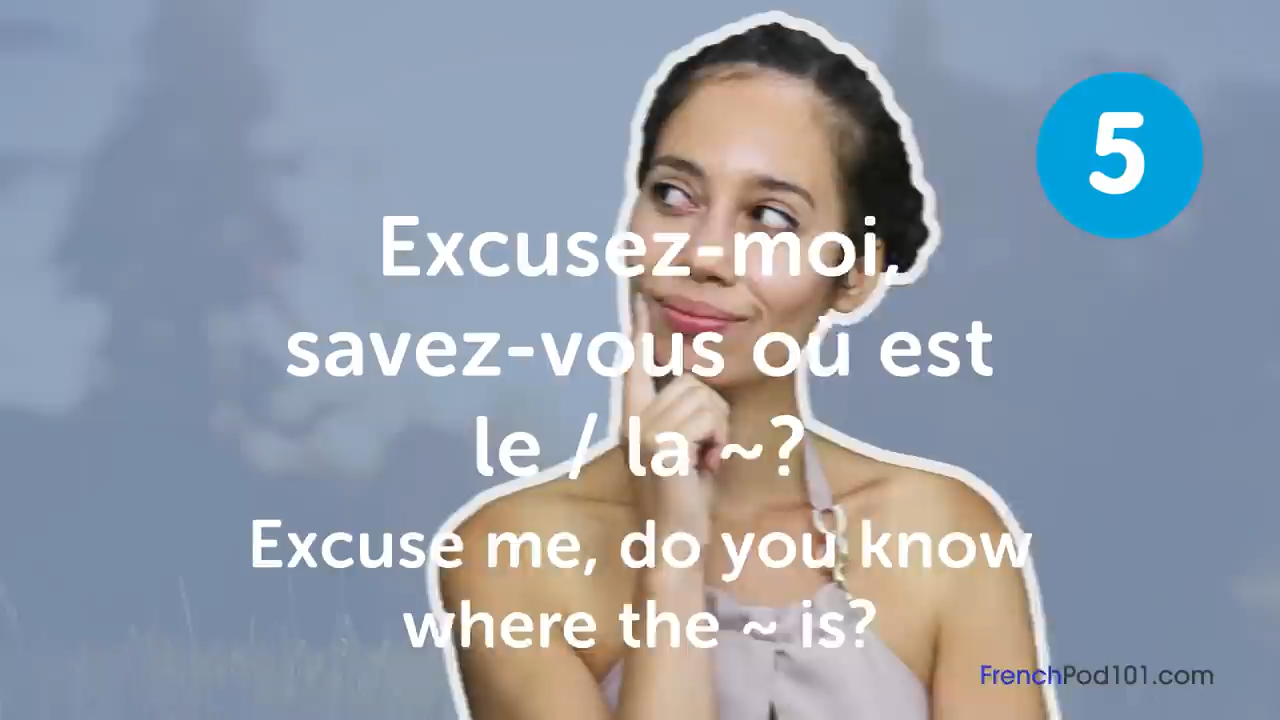 5
Excusez-moi,
savez-vous où est
le / la ~?
Excuse me, do you know
where the ~ is?
FrenchPod101.com